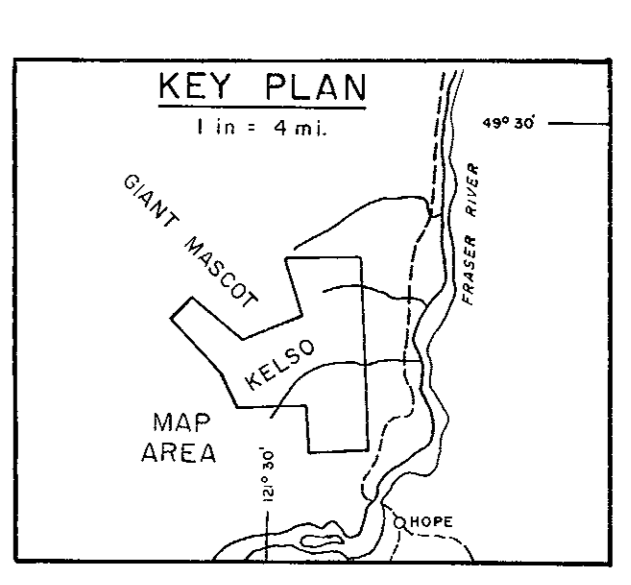 KEY PLAN
1 in = 4 mi.
49° 30'
GIANT MASCOT
FRASER RIVER
KELSO
MAP
AREA
121° 30'
HOPE